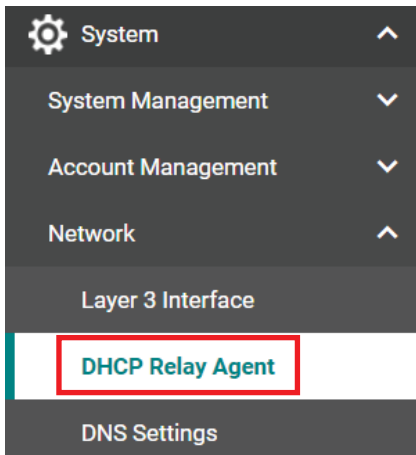 System
System Management
Account Management
Network
Layer 3 Interface
DHCP Relay Agent
DNS Settings